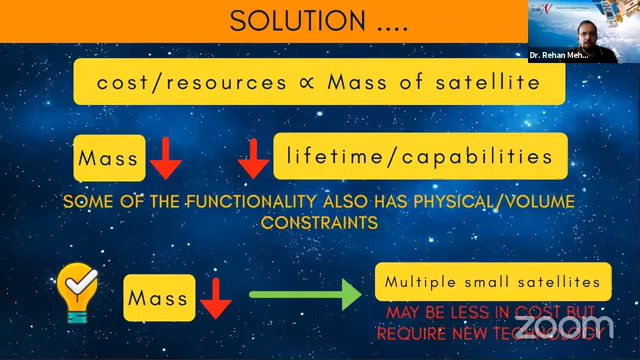 SOLUTION ....
Dr. Rehan Meh...
cost/resources ∝ Mass of satellite
Mass
lifetime/capabilities
SOME OF THE FUNCTIONALITY ALSO HAS PHYSICAL/VOLUME
CONSTRAINTS
Mass
Multiple small satellites
MAY BE LESS IN COST BUT
REQUIRE NEW TECHNOLOGY
zoom